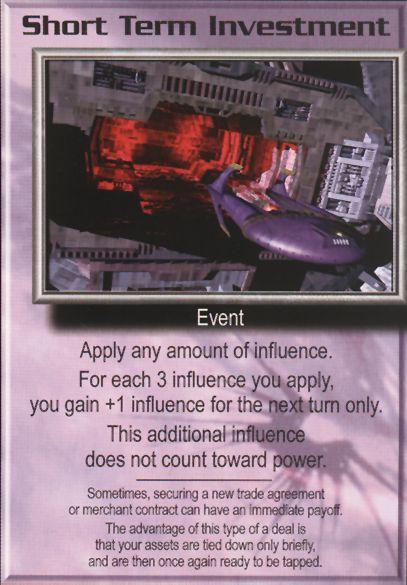 Short Term Investment
Event
Apply any amount of influence.
For each 3 influence you apply,
you gain +1 influence for the next turn only.
This additional influence
does not count toward power.
Sometimes, securing a new trade agreement
or merchant contract can have an immediate payoff.
The advantage of this type of a deal is
that your assets are tied down only briefly,
and are then once again ready to be tapped.